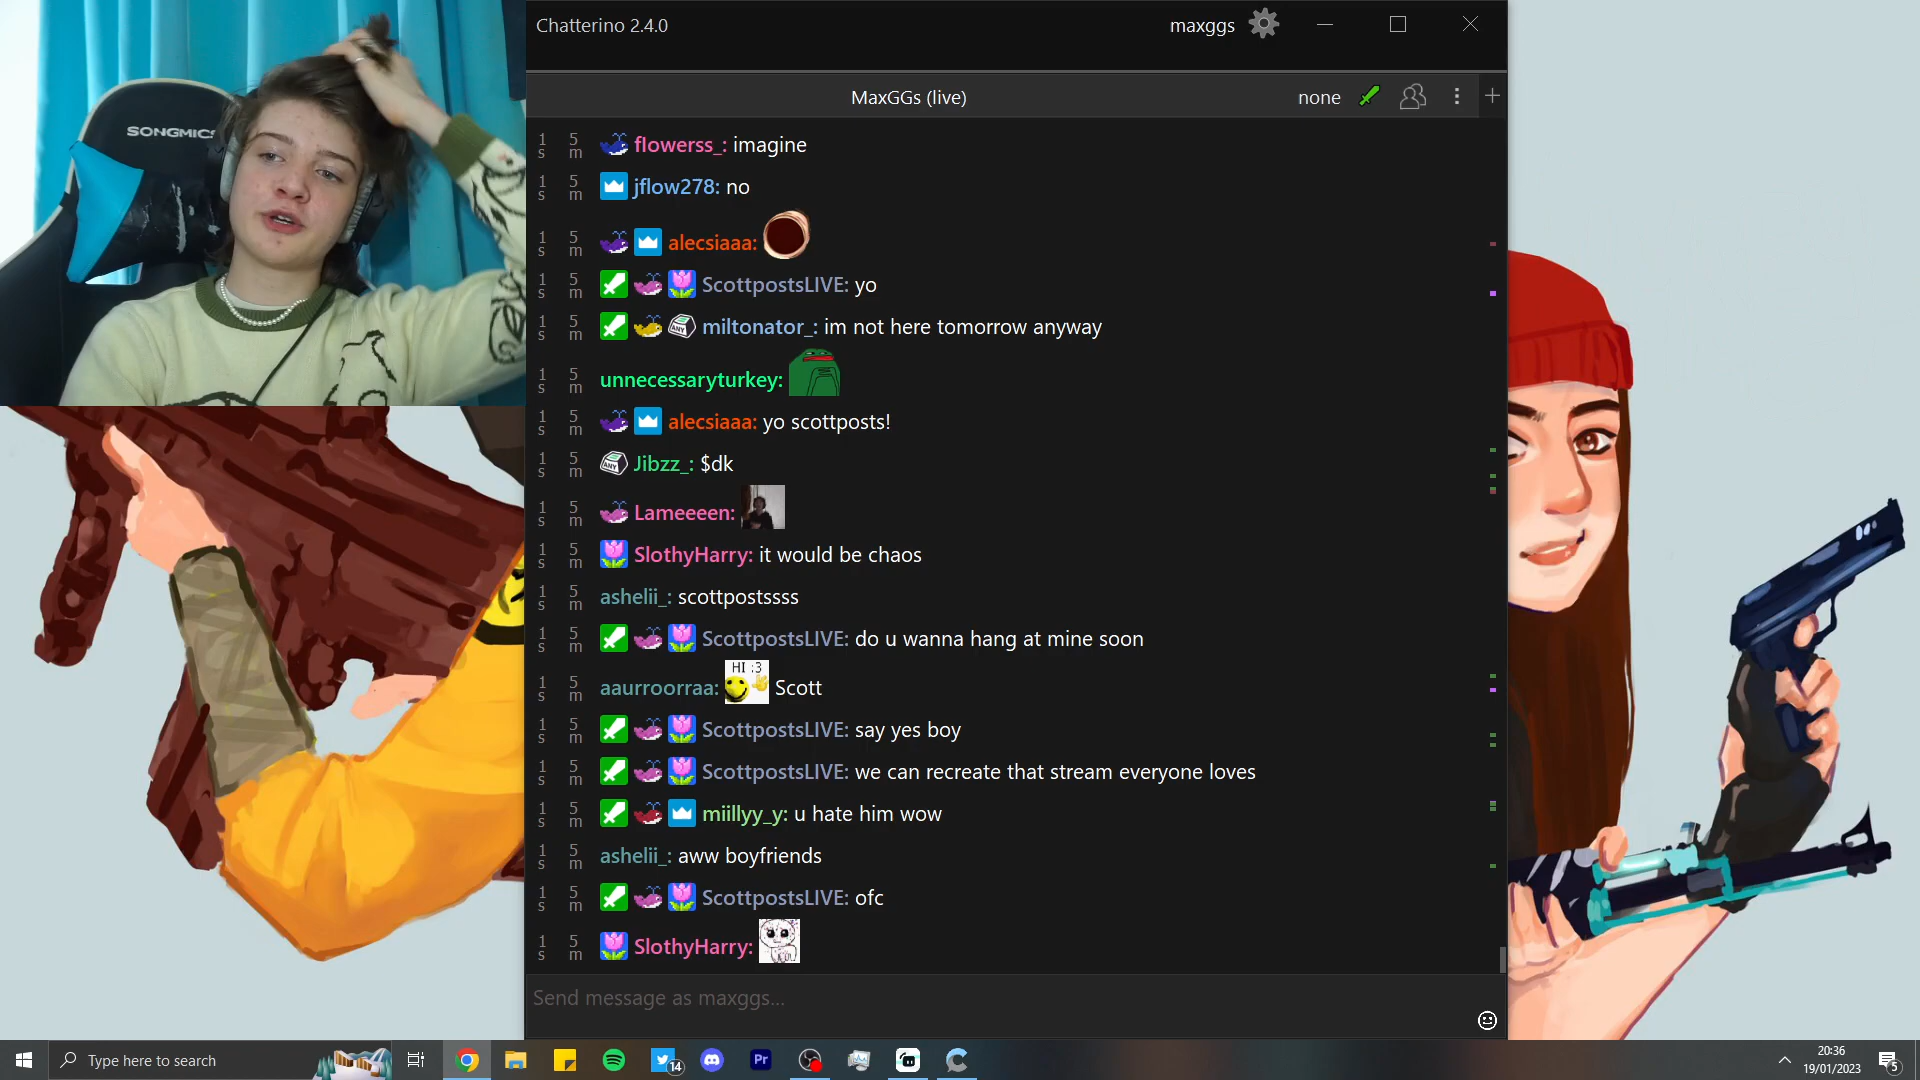 SONGMICS
Chatterino 2.4.0
maxggs
MaxGGs (live)
none
1s 5m flowerss_: imagine
1s 5m jflow278: no
1s 5m alecsiaaa:
1s 5m ScottpostsLIVE: yo
1s 5m ANY miltonator_: im not here tomorrow anyway
1s 5m unnecessaryturkey:
1s 5m alecsiaaa: yo scottposts!
1s 5m ANY Jibzz_: $dk
1s 5m Lameeeen:
1s 5m SlothyHarry: it would be chaos
1s 5m ashelii_: scottpostssss
1s 5m ScottpostsLIVE: do u wanna hang at mine soon
1s 5m aaurroorraa: HI :3 Scott
1s 5m ScottpostsLIVE: say yes boy
1s 5m ScottpostsLIVE: we can recreate that stream everyone loves
1s 5m miillyy_y: u hate him wow
1s 5m ashelii_: aww boyfriends
1s 5m ScottpostsLIVE: ofc
1s 5m SlothyHarry:
Send message as maxggs...
Type here to search
14
Pr
20:36
19/01/2023
5